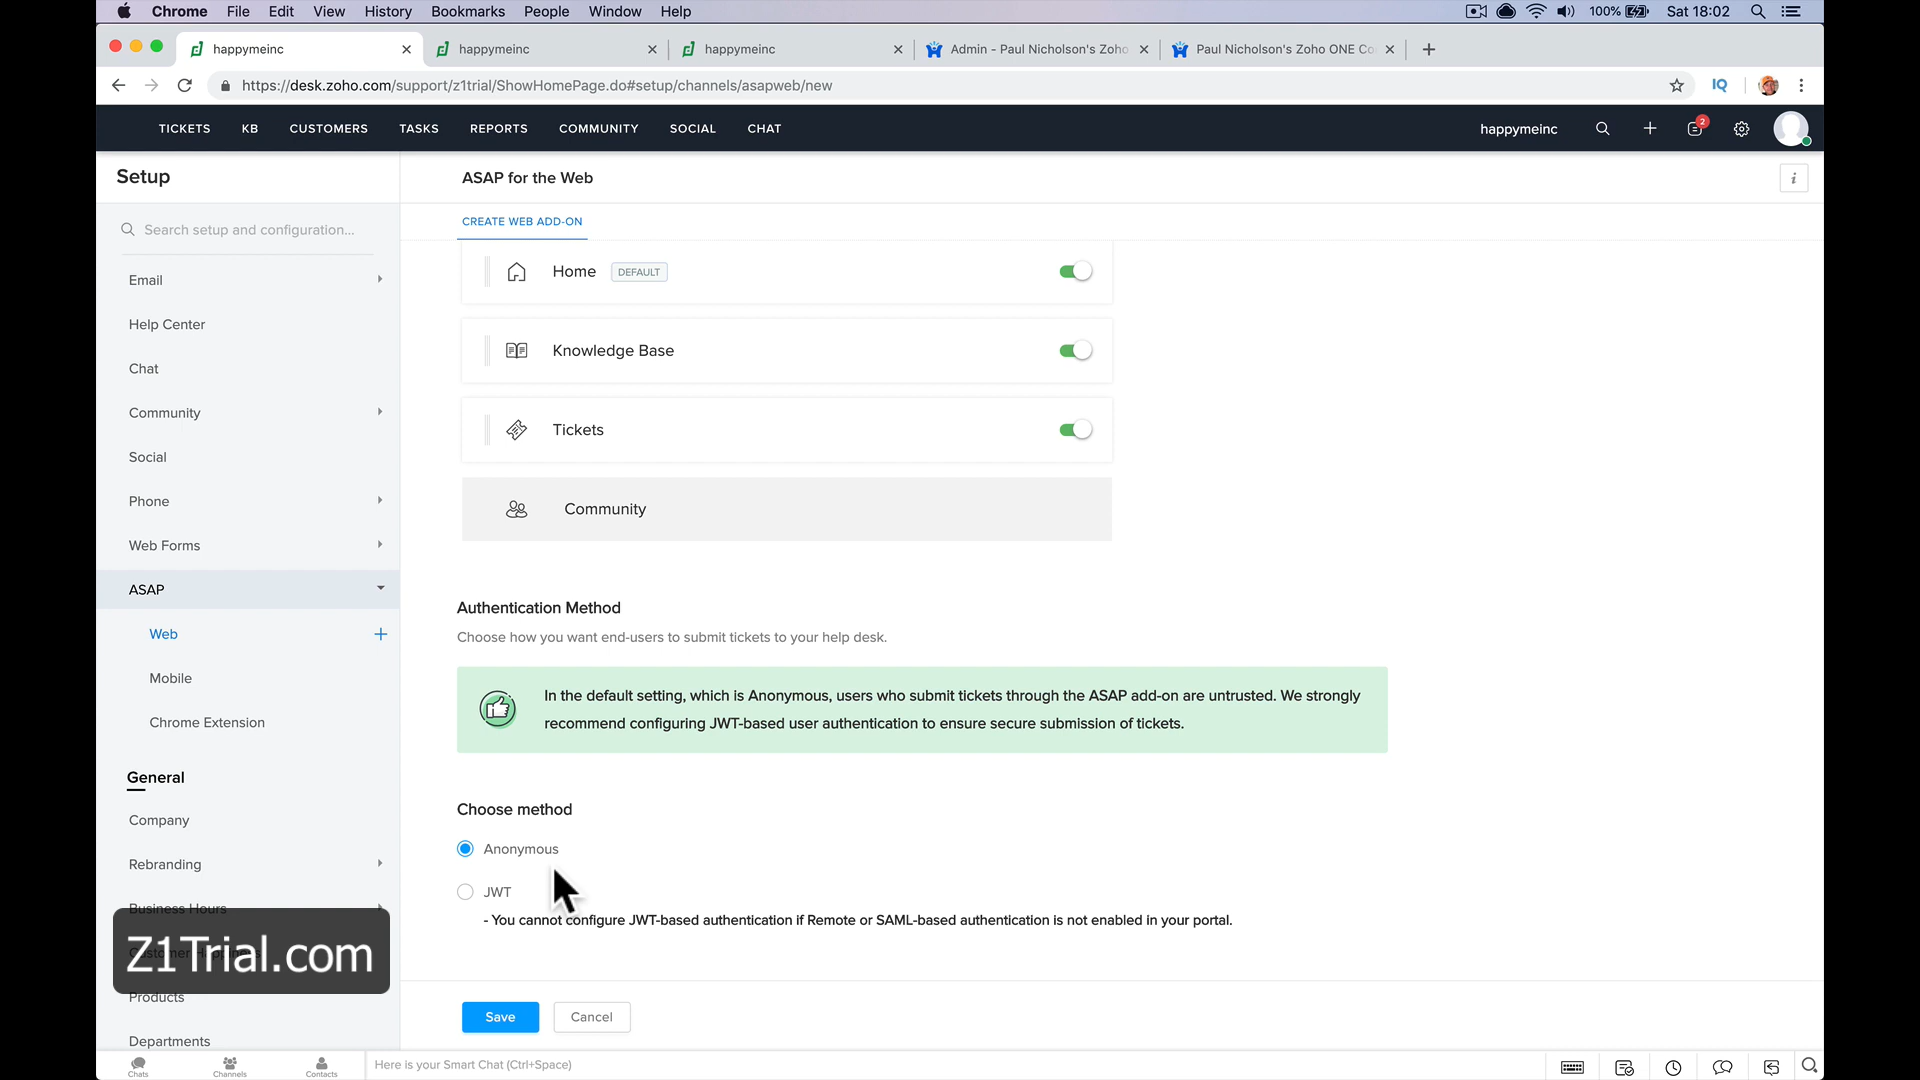 Chrome File Edit View History Bookmarks People Window Help 100% Sat 18:02
happymeinc happymeinc happymeinc Admin - Paul Nicholson's Zoho Paul Nicholson's Zoho ONE Co
https://desk.zoho.com/support/z1trial/ShowHomePage.do#setup/channels/asapweb/new IQ
TICKETS KB CUSTOMERS TASKS REPORTS COMMUNITY SOCIAL CHAT happymeinc 2
Setup
Search setup and configuration...
Email
Help Center
Chat
Community
Social
Phone
Web Forms
ASAP
Web
Mobile
Chrome Extension
General
Company
Rebranding
Business Hours
Z1Trial.com
Products
Departments
ASAP for the Web
CREATE WEB ADD-ON
Home DEFAULT
Knowledge Base
Tickets
Community
Authentication Method
Choose how you want end-users to submit tickets to your help desk.
In the default setting, which is Anonymous, users who submit tickets through the ASAP add-on are untrusted. We strongly
recommend configuring JWT-based user authentication to ensure secure submission of tickets.
Choose method
Anonymous
JWT
- You cannot configure JWT-based authentication if Remote or SAML-based authentication is not enabled in your portal.
Save Cancel
Chats Channels Contacts Here is your Smart Chat (Ctrl+Space)